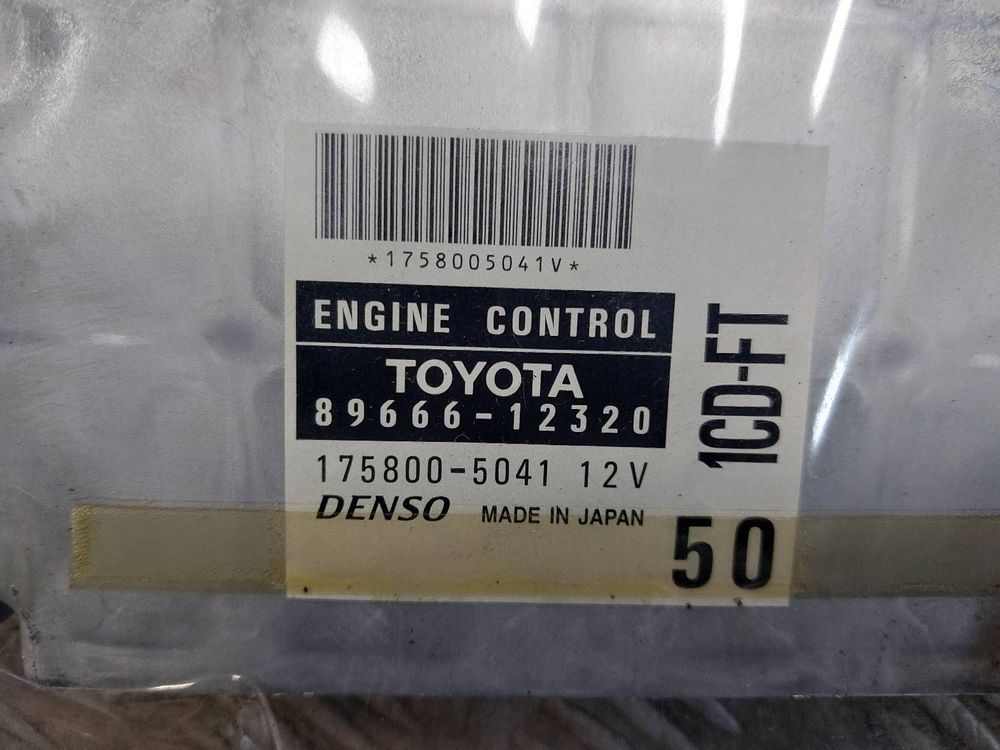 *1758005041V*
ENGINE CONTROL
TOYOTA
89666-12320
175800-5041 12V
DENSO MADE IN JAPAN
1CD-FT
50